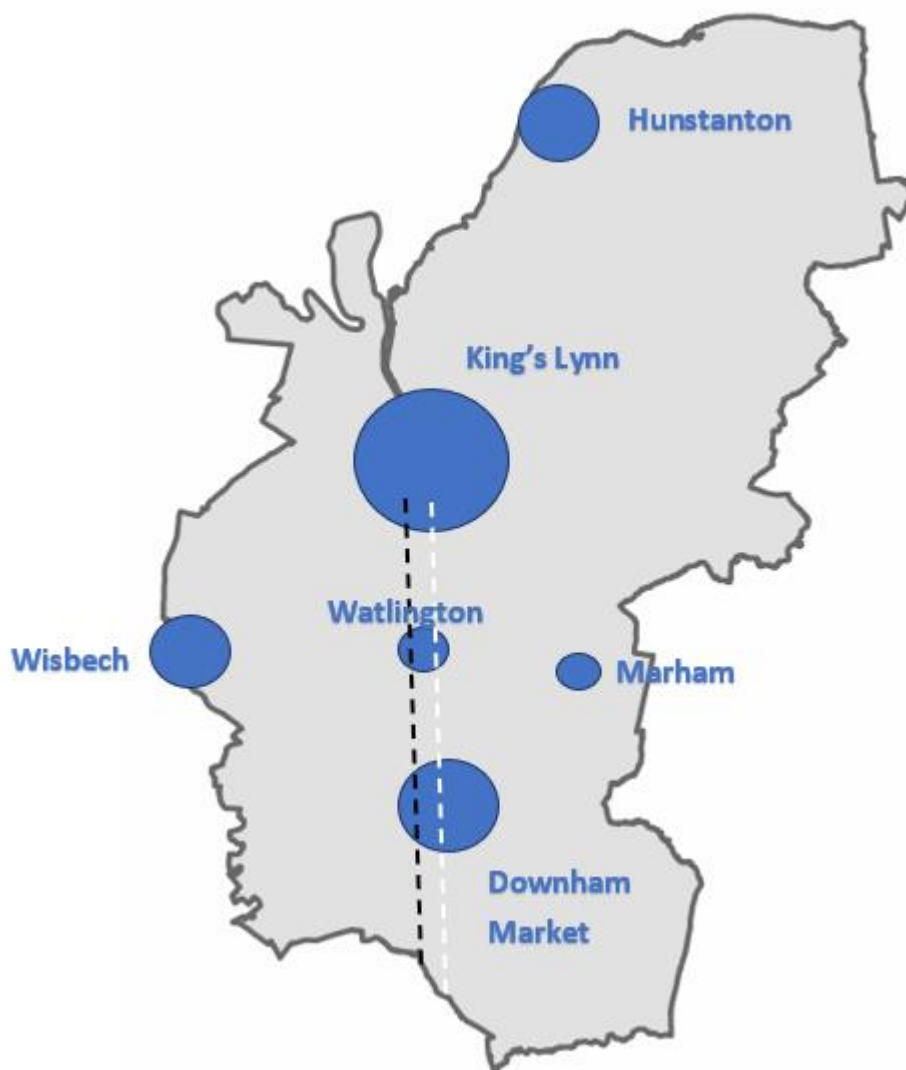 Hunstanton
King's Lynn
Watlington
Wisbech
Marham
Downham
Market